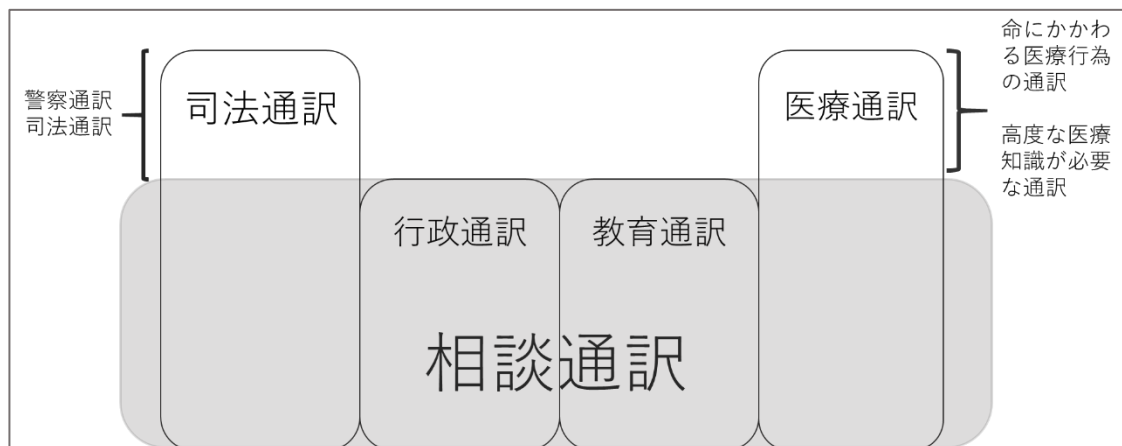 警察通訳
司法通訳
司法通訳
医療通訳
命にかかわ
る医療行為
の通訳
高度な医療
知識が必要
な通訳
行政通訳
教育通訳
相談通訳